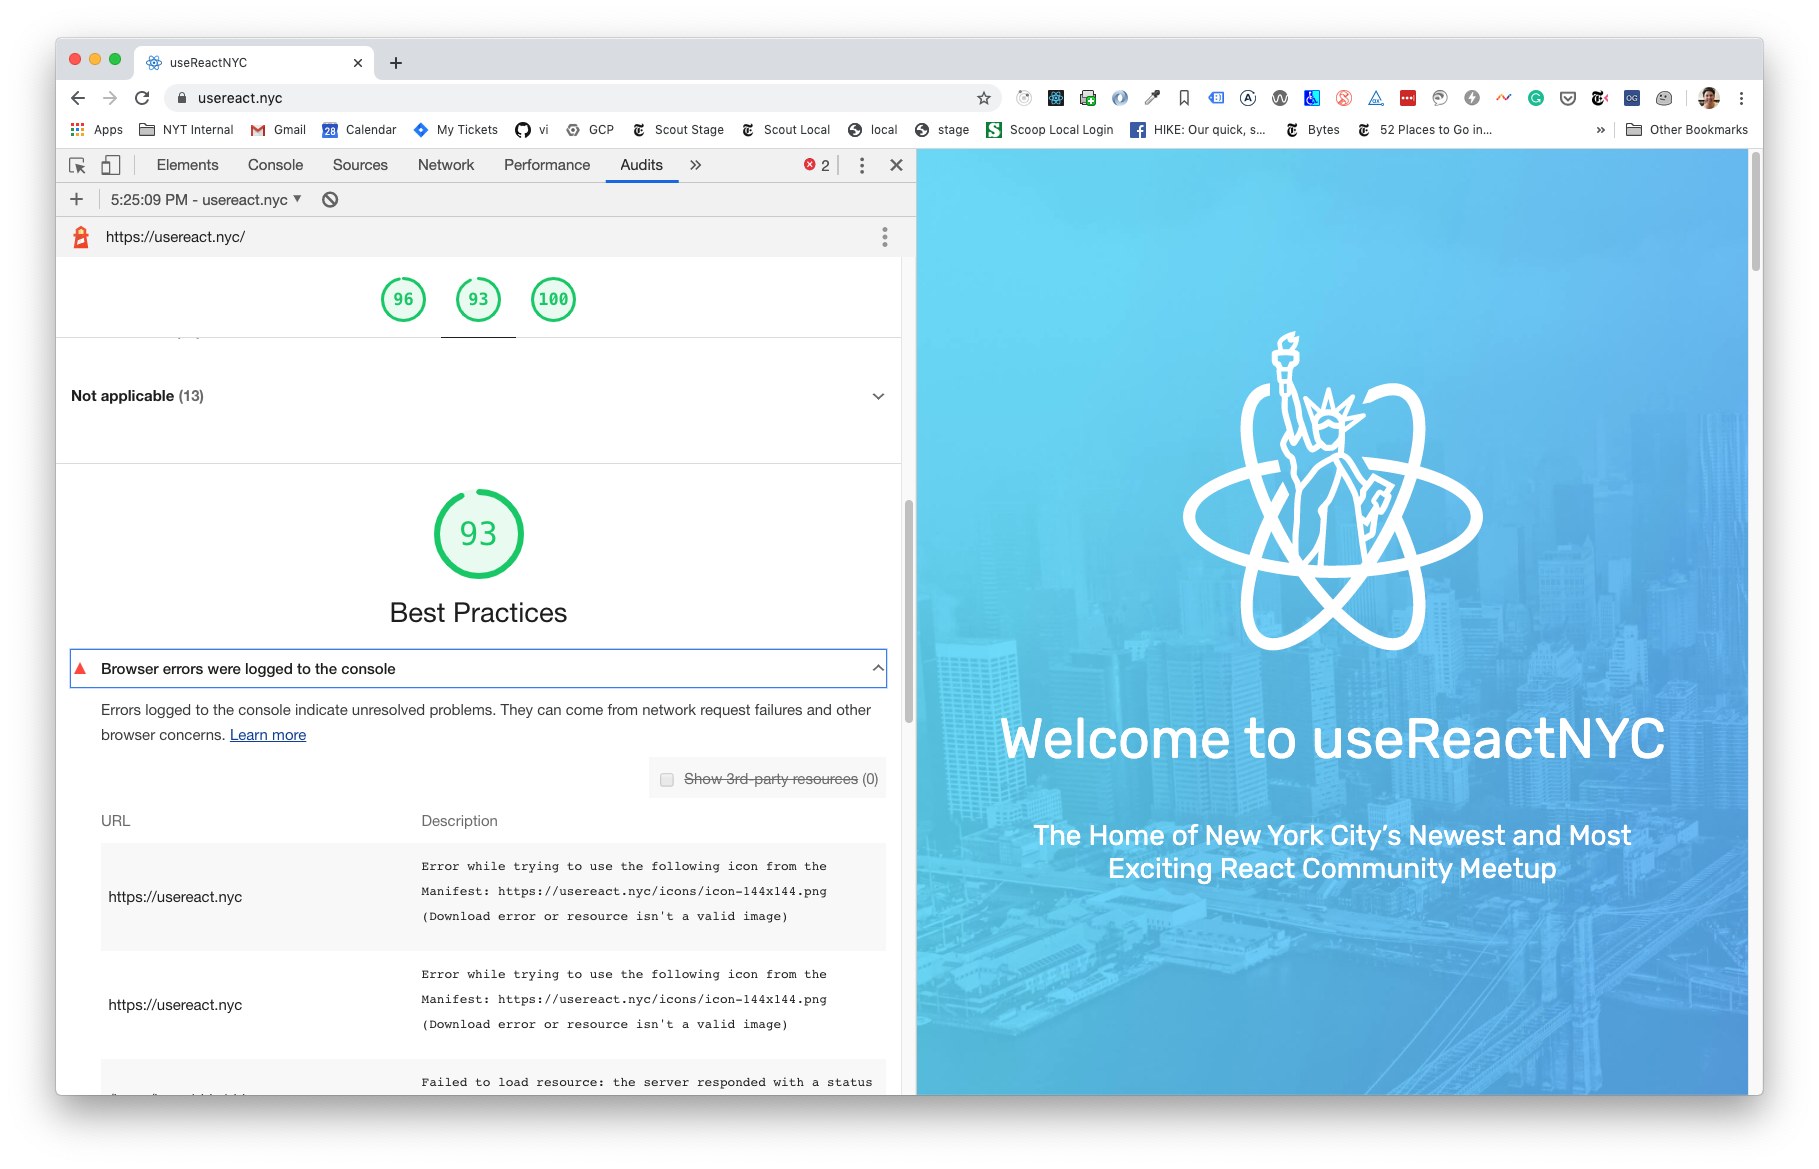 useReactNYC
usereact.nyc
Apps NYT Internal Gmail 28 Calendar My Tickets vi GCP Scout Stage Scout Local local stage Scoop Local Login HIKE: Our quick, s... Bytes 52 Places to Go in... » Other Bookmarks
Elements Console Sources Network Performance Audits » 2
5:25:09 PM - usereact.nyc
https://usereact.nyc/
96 93 100
Not applicable (13)
93
Best Practices
Browser errors were logged to the console
Errors logged to the console indicate unresolved problems. They can come from network request failures and other
browser concerns. Learn more
Show 3rd-party resources (0)
URL Description
Error while trying to use the following icon from the
Manifest: https://usereact.nyc/icons/icon-144x144.png
(Download error or resource isn't a valid image)
https://usereact.nyc
Error while trying to use the following icon from the
Manifest: https://usereact.nyc/icons/icon-144x144.png
(Download error or resource isn't a valid image)
https://usereact.nyc
Failed to load resource: the server responded with a status
Welcome to useReactNYC
The Home of New York City's Newest and Most
Exciting React Community Meetup